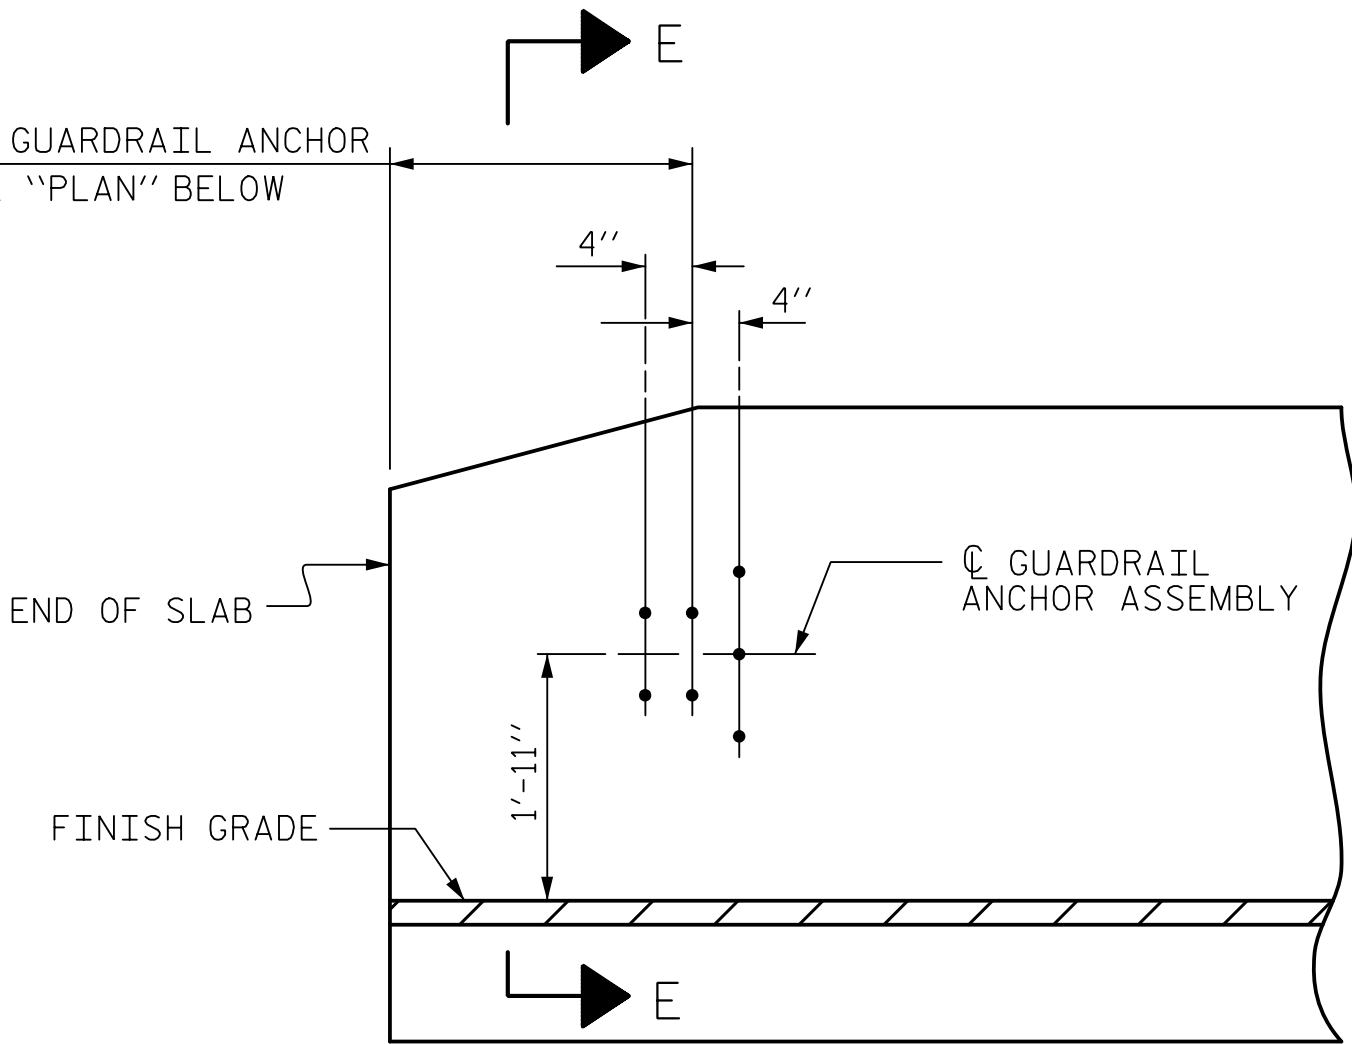 E
GUARDRAIL ANCHOR
"PLAN" BELOW
4"
4"
℄ GUARDRAIL
ANCHOR ASSEMBLY
END OF SLAB
1'-11"
FINISH GRADE
E